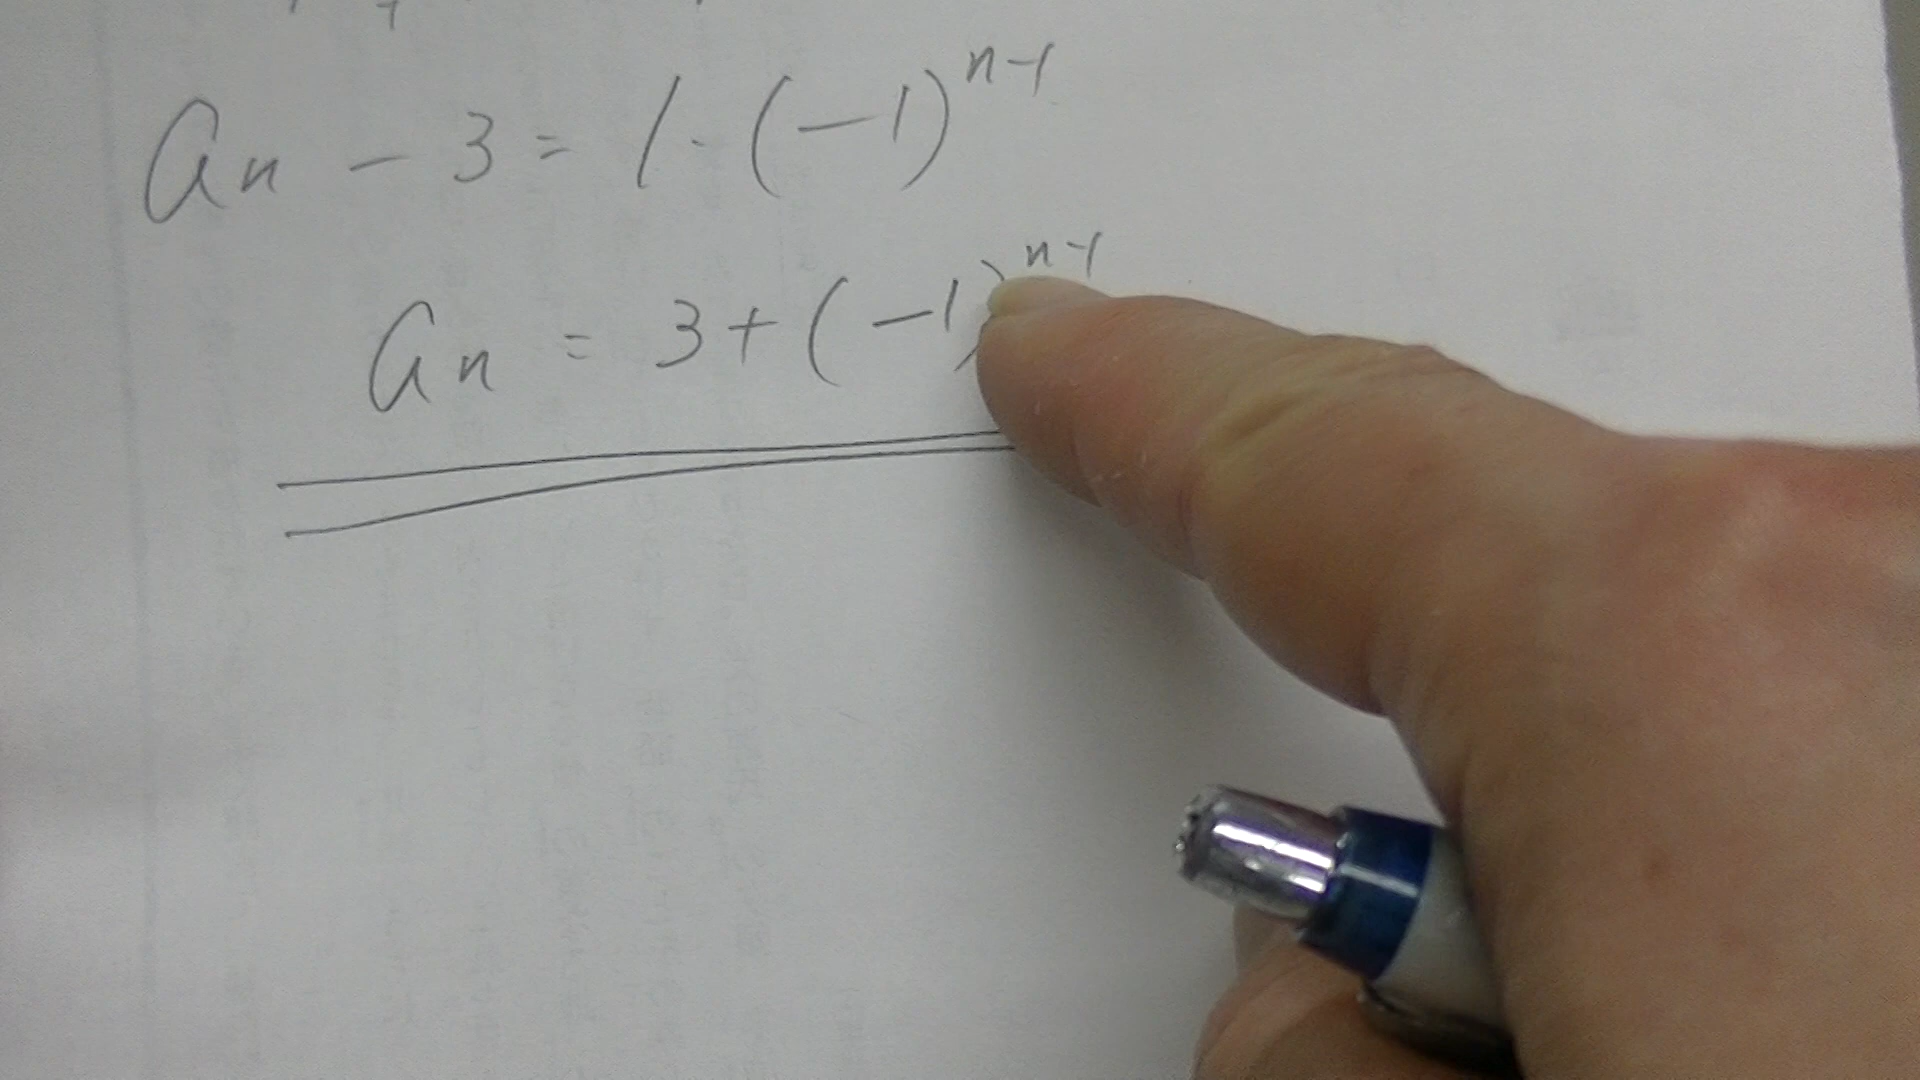 an - 3 = 1·(-1)^n-1
an = 3 + (-1)^n-1